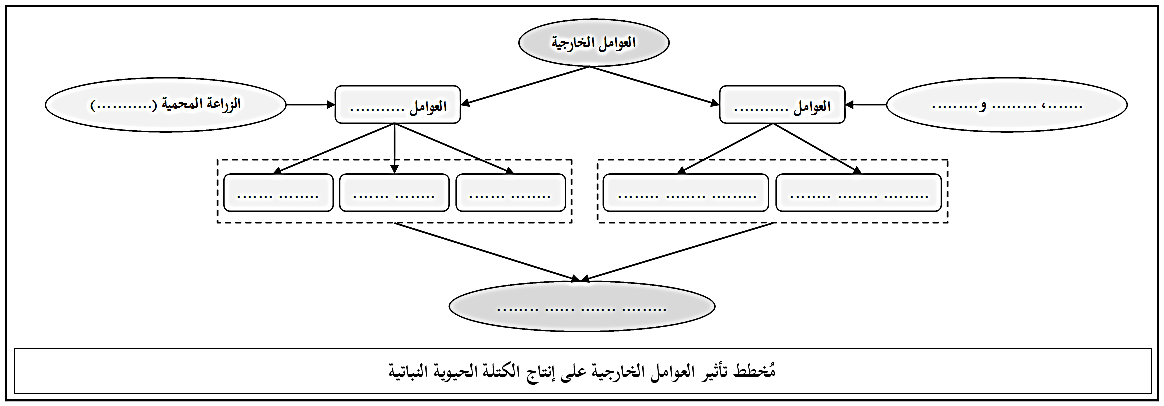 العوامل الخارجية
.......، ......... و.........
العوامل ...........
العوامل ...........
الزراعة المحمية (...........)
......... ........ ........
......... ........ ........
........ .......
........ .......
........ .......
......... ....... ...... ........
مُخطط تأثير العوامل الخارجية على إنتاج الكتلة الحيوية النباتية